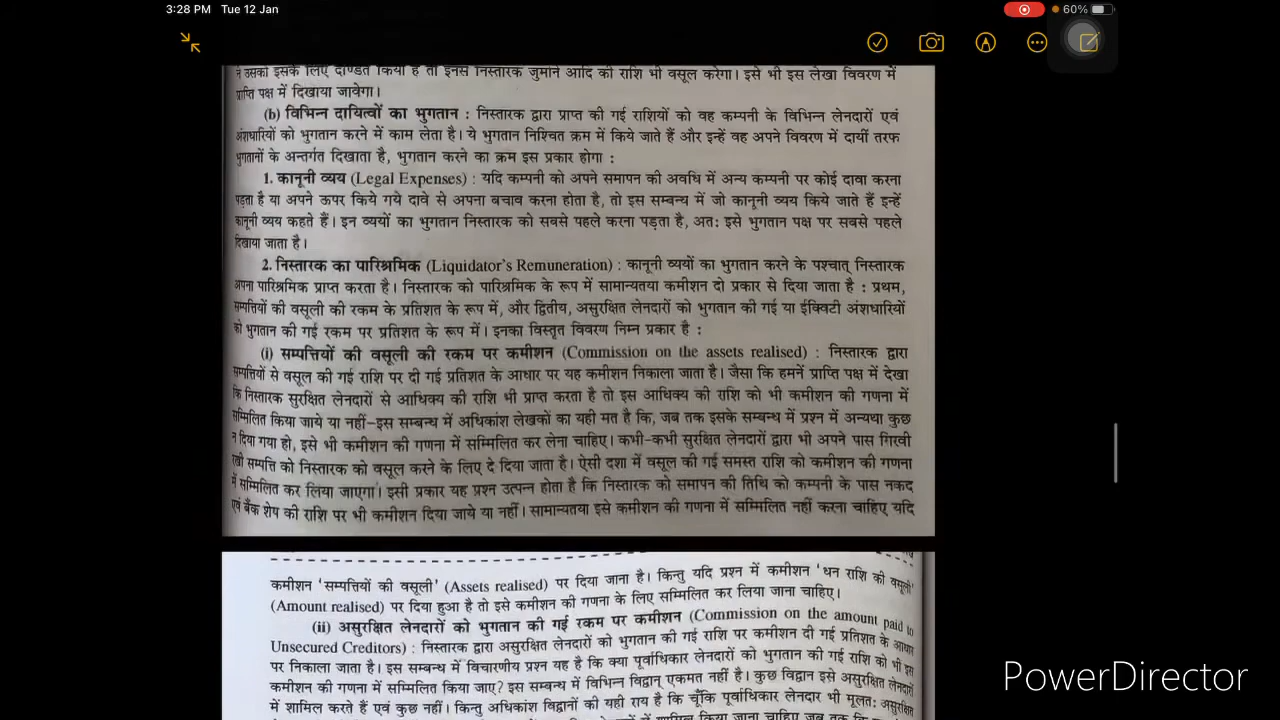 3:28 PM Tue 12 Jan
60%
ने उसको इसके लिए दण्डित किया है तो इनसे निस्तारक जुर्माने आदि की राशि भी वसूल करेगा। इसे भी इस लेखा विवरण में
प्राप्ति पक्ष में दिखाया जावेगा।
(b) विभिन्न दायित्वों का भुगतान : निस्तारक द्वारा प्राप्त की गई राशियों को वह कम्पनी के विभिन्न लेनदारों एवं
अंशधारियों को भुगतान करने में काम लेता है। ये भुगतान निश्चित क्रम में किये जाते हैं और इन्हें वह अपने विवरण में दायीं तरफ
भुगतानों के अन्तर्गत दिखाता है, भुगतान करने का क्रम इस प्रकार होगा :
1. कानूनी व्यय (Legal Expenses) : यदि कम्पनी को अपने समापन की अवधि में अन्य कम्पनी पर कोई दावा करना
पड़ता है या अपने ऊपर किये गये दावे से अपना बचाव करना होता है, तो इस सम्बन्ध में जो कानूनी व्यय किये जाते हैं इन्हें
कानूनी व्यय कहते हैं। इन व्ययों का भुगतान निस्तारक को सबसे पहले करना पड़ता है, अतः इसे भुगतान पक्ष पर सबसे पहले
दिखाया जाता है।
2. निस्तारक का पारिश्रमिक (Liquidator's Remuneration) : कानूनी व्ययों का भुगतान करने के पश्चात् निस्तारक
अपना पारिश्रमिक प्राप्त करता है। निस्तारक को पारिश्रमिक के रूप में सामान्यतया कमीशन दो प्रकार से दिया जाता है : प्रथम,
सम्पत्तियों की वसूली की रकम के प्रतिशत के रूप में, और द्वितीय, असुरक्षित लेनदारों को भुगतान की गई या ईक्विटी अंशधारियों
को भुगतान की गई रकम पर प्रतिशत के रूप में। इनका विस्तृत विवरण निम्न प्रकार है :
(i) सम्पत्तियों की वसूली की रकम पर कमीशन (Commission on the assets realised) : निस्तारक द्वारा
सम्पत्तियों से वसूल की गई राशि पर दी गई प्रतिशत के आधार पर यह कमीशन निकाला जाता है। जैसा कि हमनें प्राप्ति पक्ष में देखा
कि निस्तारक सुरक्षित लेनदारों से आधिक्य की राशि भी प्राप्त करता है तो इस आधिक्य की राशि को भी कमीशन की गणना में
सम्मिलित किया जाये या नहीं–इस सम्बन्ध में अधिकांश लेखकों का यही मत है कि, जब तक इसके सम्बन्ध में प्रश्न में अन्यथा कुछ
न दिया गया हो, इसे भी कमीशन की गणना में सम्मिलित कर लेना चाहिए। कभी-कभी सुरक्षित लेनदारों द्वारा भी अपने पास गिरवी
रखी सम्पत्ति को निस्तारक को वसूल करने के लिए दे दिया जाता है। ऐसी दशा में वसूल की गई समस्त राशि को कमीशन की गणना
में सम्मिलित कर लिया जाएगा। इसी प्रकार यह प्रश्न उत्पन्न होता है कि निस्तारक को समापन की तिथि को कम्पनी के पास नकद
एवं बैंक शेष की राशि पर भी कमीशन दिया जाये या नहीं। सामान्यतया इसे कमीशन की गणना में सम्मिलित नहीं करना चाहिए यदि
कमीशन 'सम्पत्तियों की वसूली' (Assets realised) पर दिया जाना है। किन्तु यदि प्रश्न में कमीशन 'धन राशि की वसूली'
(Amount realised) पर दिया हुआ है तो इसे कमीशन की गणना के लिए सम्मिलित कर लिया जाना चाहिए।
(ii) असुरक्षित लेनदारों को भुगतान की गई रकम पर कमीशन (Commission on the amount paid to
Unsecured Creditors) : निस्तारक द्वारा असुरक्षित लेनदारों को भुगतान की गई राशि पर कमीशन दी गई प्रतिशत के आधार
पर निकाला जाता है। इस सम्बन्ध में विचारणीय प्रश्न यह है कि क्या पूर्वाधिकार लेनदारों को भुगतान की गई राशि को भी इस
कमीशन की गणना में सम्मिलित किया जाए? इस सम्बन्ध में विभिन्न विद्वान् एकमत नहीं है। कुछ विद्वान इसे असुरक्षित लेनदारों
में शामिल करते हैं एवं कुछ नहीं। किन्तु अधिकांश विद्वानों की यही राय है कि चूँकि पूर्वाधिकार लेनदार भी मूलतः असुरक्षित
किया जाना चाहिए जब तक कि
PowerDirector